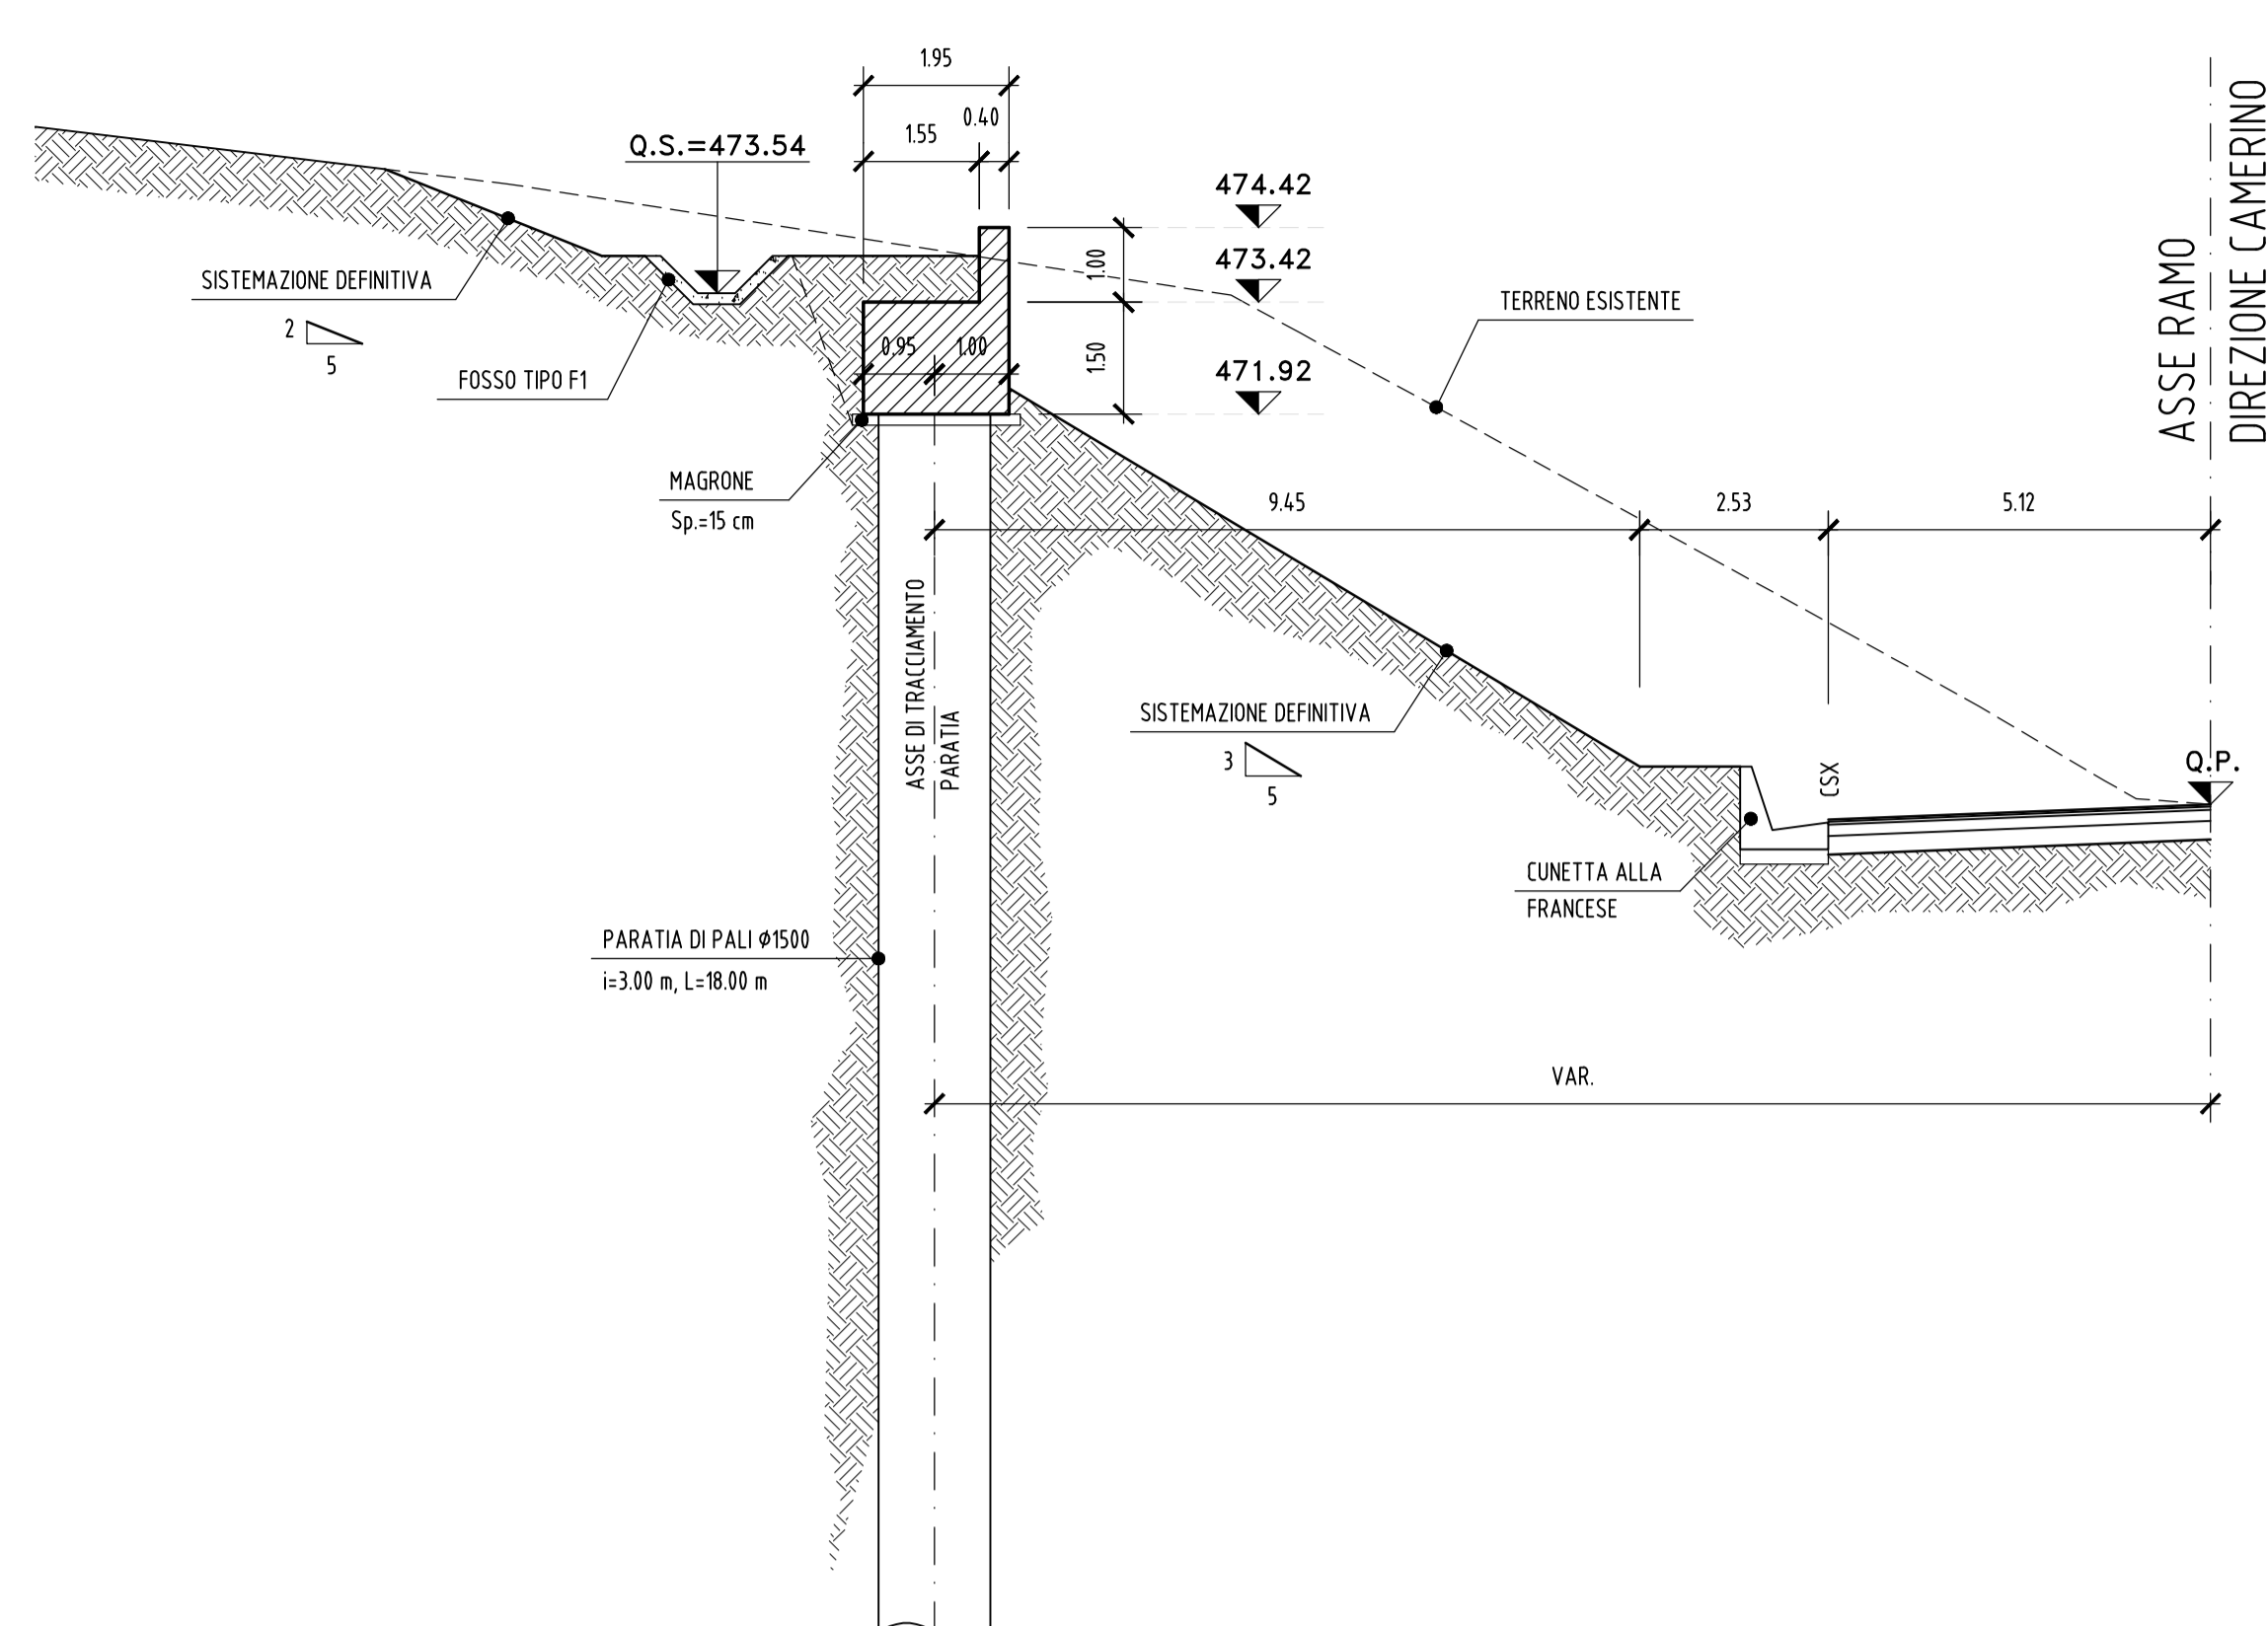 1.95
0.40
1.55
Q.S.=473.54
474.42
SISTEMAZIONE DEFINITIVA
2
5
1.00
473.42
TERRENO ESISTENTE
FOSSO TIPO F1
0.95
1.00
1.50
471.92
ASSE RAMO
DIREZIONE CAMERINO
MAGRONE
Sp.=15 cm
9.45
2.53
5.12
ASSE DI TRACCIAMENTO
PARATIA
SISTEMAZIONE DEFINITIVA
3
5
CSX
Q.P.
CUNETTA ALLA
FRANCESE
PARATIA DI PALI ϕ1500
i=3.00 m, L=18.00 m
VAR.